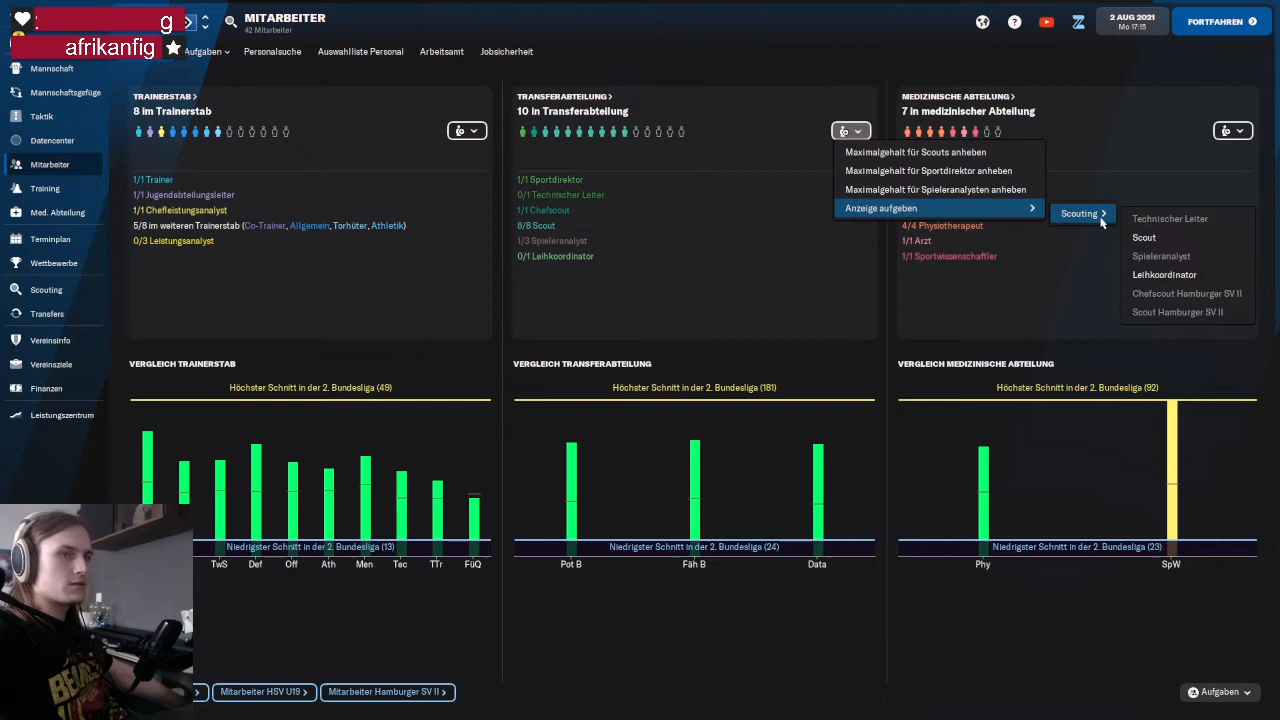 g
afrikanfig
MITARBEITER
42 Mitarbeiter
2 AUG 2021
Mo 17:15
FORTFAHREN
Aufgaben
Personalsuche
Auswahlliste Personal
Arbeitsamt
Jobsicherheit
Mannschaft
Mannschaftsgefüge
Taktik
Datencenter
Mitarbeiter
Training
Med. Abteilung
Terminplan
Wettbewerbe
Scouting
Transfers
Vereinsinfo
Vereinsziele
Finanzen
Leistungszentrum
TRAINERSTAB
8 im Trainerstab
1/1 Trainer
1/1 Jugendabteilungsleiter
1/1 Chefleistungsanalyst
5/8 im weiteren Trainerstab (Co-Trainer, Allgemein, Torhüter, Athletik)
0/3 Leistungsanalyst
TRANSFERABTEILUNG
10 in Transferabteilung
1/1 Sportdirektor
0/1 Technischer Leiter
1/1 Chefscout
8/8 Scout
1/3 Spieleranalyst
0/1 Leihkoordinator
MEDIZINISCHE ABTEILUNG
7 in medizinischer Abteilung
4/4 Physiotherapeut
1/1 Arzt
1/1 Sportwissenschaftler
Maximalgehalt für Scouts anheben
Maximalgehalt für Sportdirektor anheben
Maximalgehalt für Spieleranalysten anheben
Anzeige aufgeben
Scouting
Technischer Leiter
Scout
Spieleranalyst
Leihkoordinator
Chefscout Hamburger SV II
Scout Hamburger SV II
VERGLEICH TRAINERSTAB
Höchster Schnitt in der 2. Bundesliga (49)
Niedrigster Schnitt in der 2. Bundesliga (13)
TwS Def Off Ath Men Tec TTr FüQ
VERGLEICH TRANSFERABTEILUNG
Höchster Schnitt in der 2. Bundesliga (181)
Niedrigster Schnitt in der 2. Bundesliga (24)
Pot B Fäh B Data
VERGLEICH MEDIZINISCHE ABTEILUNG
Höchster Schnitt in der 2. Bundesliga (92)
Niedrigster Schnitt in der 2. Bundesliga (23)
Phy SpW
Mitarbeiter HSV U19
Mitarbeiter Hamburger SV II
Aufgaben